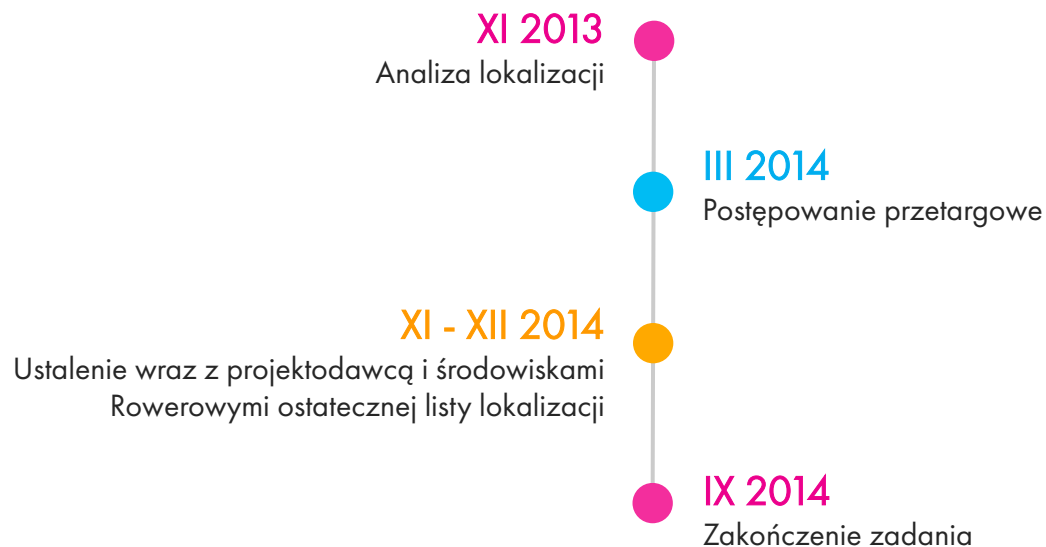 XI 2013
Analiza lokalizacji
III 2014
Postępowanie przetargowe
XI - XII 2014
Ustalenie wraz z projektodawcą i środowiskami
Rowerowymi ostatecznej listy lokalizacji
IX 2014
Zakończenie zadania